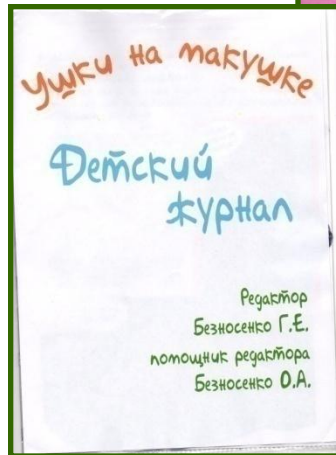 Ушки на макушке
Детский
журнал
Редактор
Безносенко Г.Е.
помощник редактора
Безносенко О.А.